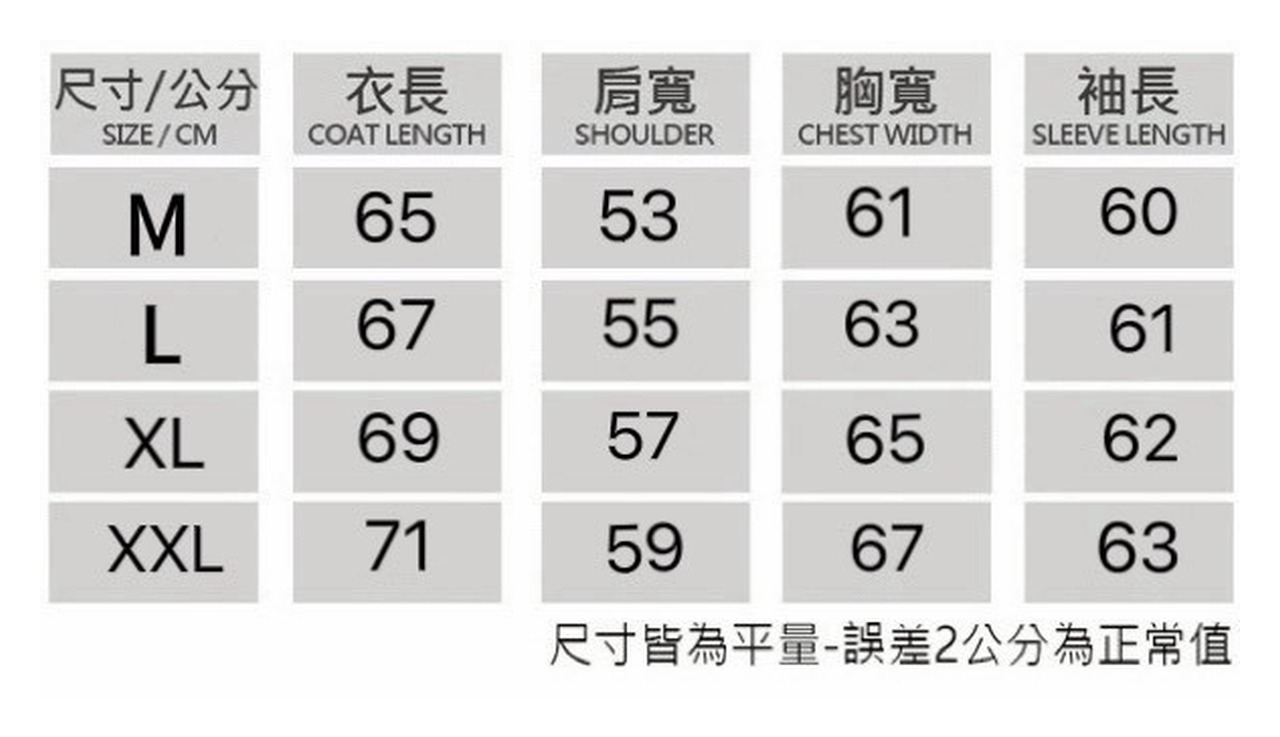 尺寸/公分 衣長 肩寬 胸寬 袖長
SIZE / CM COAT LENGTH SHOULDER CHEST WIDTH SLEEVE LENGTH
M 65 53 61 60
L 67 55 63 61
XL 69 57 65 62
XXL 71 59 67 63
尺寸皆為平量-誤差2公分為正常值